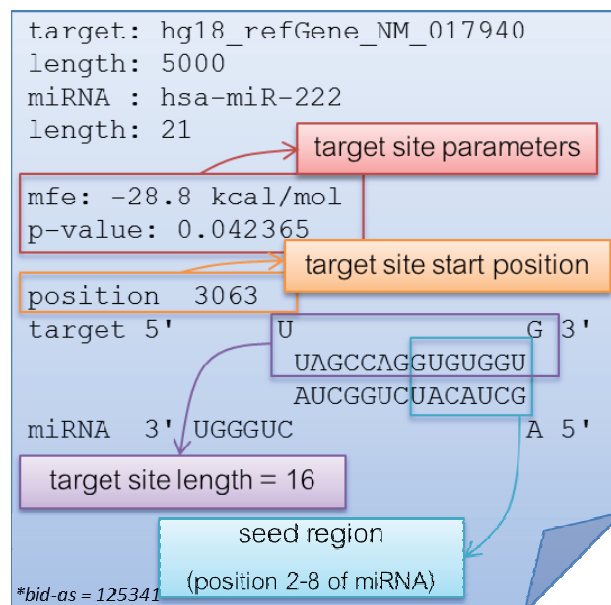 target: hg18_refGene_NM_017940
length: 5000
miRNA : hsa-miR-222
length: 21
target site parameters
mfe: -28.8 kcal/mol
p-value: 0.042365
target site start position
position 3063
target 5' U G 3'
UAGCCAGGUGUGGU
AUCGGUCUACAUCG
miRNA 3' UGGGUC A 5'
target site length = 16
seed region
(position 2-8 of miRNA)
*bid-as = 125341